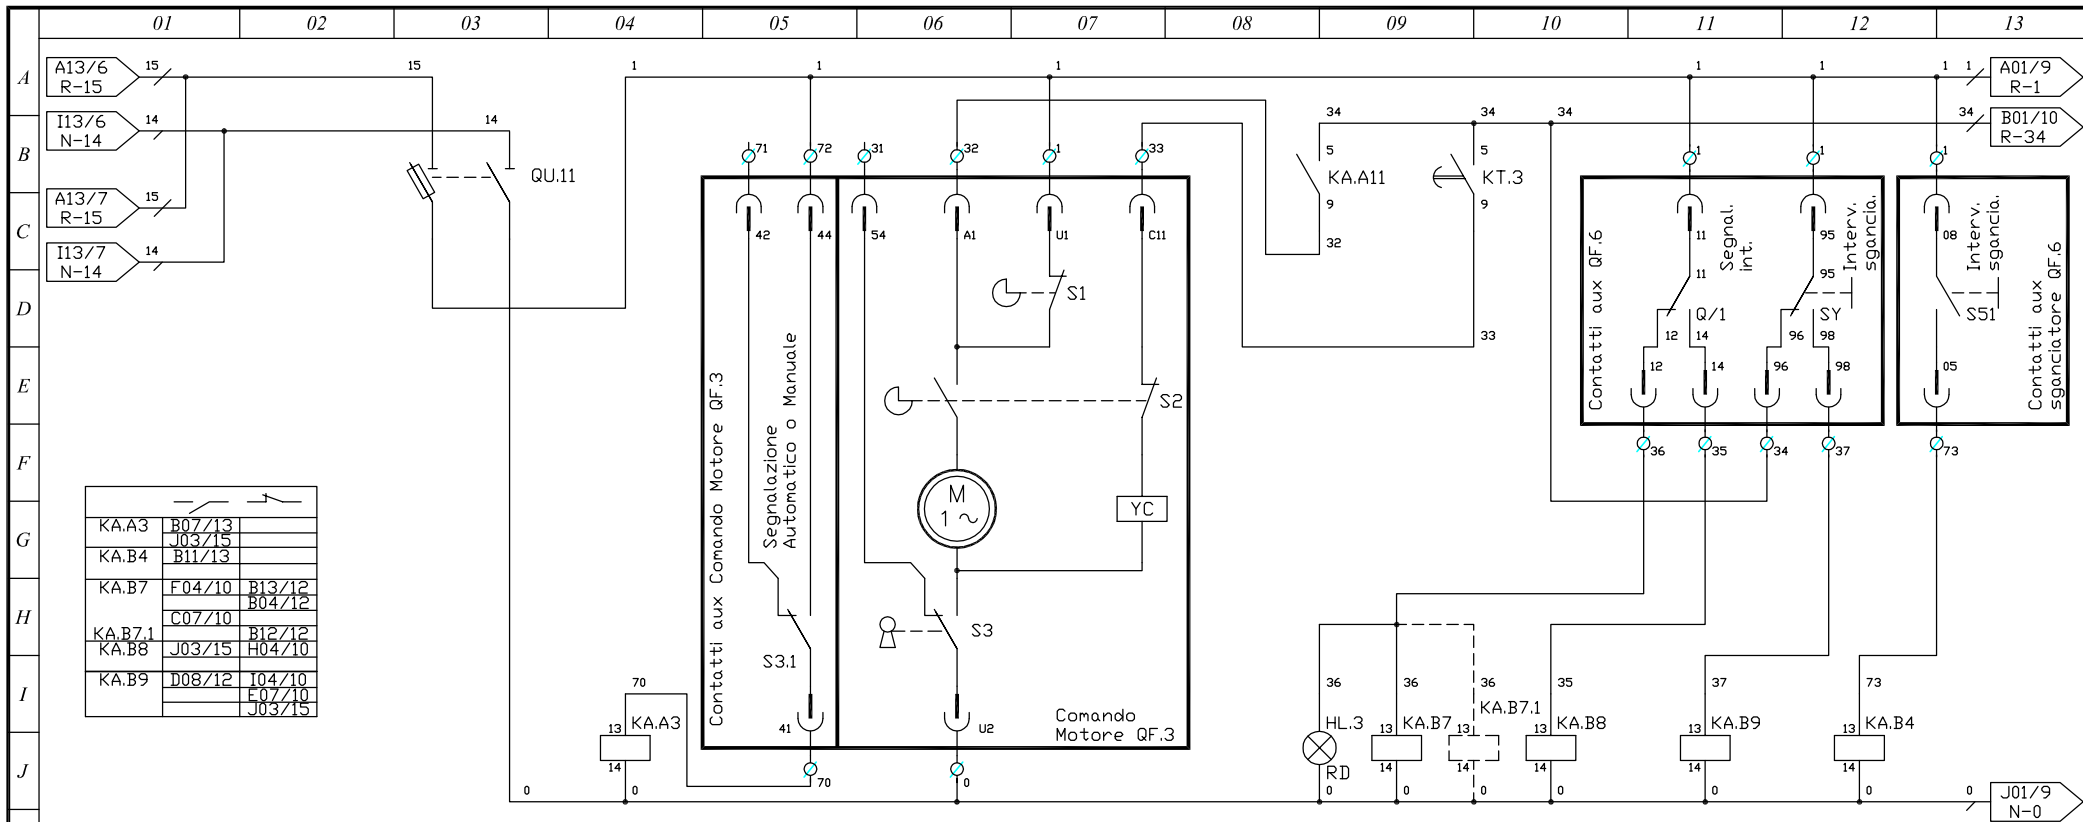 01 02 03 04 05 06 07 08 09 10 11 12 13
A
A13/6
R-15
15
15
1
1
1
1
1
1
1
A01/9
R-1
I13/6
N-14
14
14
34
34
34
34
B01/10
R-34
B
71
72
31
32
1
33
5
5
1
1
1
QU.11
KA.A11
KT.3
A13/7
R-15
15
9
9
C
42
44
54
A1
U1
C11
32
11
95
08
Segnal.
int.
Interv.
sgancia.
Interv.
sgancia.
I13/7
N-14
14
11
95
D
S1
Q/1
SY
S51
33
12
14
96
98
Contatti aux QF.6
Contatti aux
sganciatore QF.6
E
12
14
96
98
05
S2
F
36
35
34
37
73
Contatti aux Comando Motore QF.3
Segnalazione
Automatico o Manuale
M
1 ~
YC
G
KA.A3 B07/13
J03/15
KA.B4 B11/13
KA.B7 F04/10 B13/12
B04/12
C07/10
KA.B7.1 B12/12
KA.B8 J03/15 H04/10
KA.B9 D08/12 I04/10
E07/10
J03/15
H
S3
S3.1
I
70
36
36
36
35
37
73
13
KA.A3
41
U2
Comando
Motore QF.3
HL.3
13
KA.B7
KA.B7.1
13
13
KA.B8
13
KA.B9
13
KA.B4
J
14
70
0
RD
14
14
14
14
14
0
0
0
0
0
0
0
0
0
J01/9
N-0